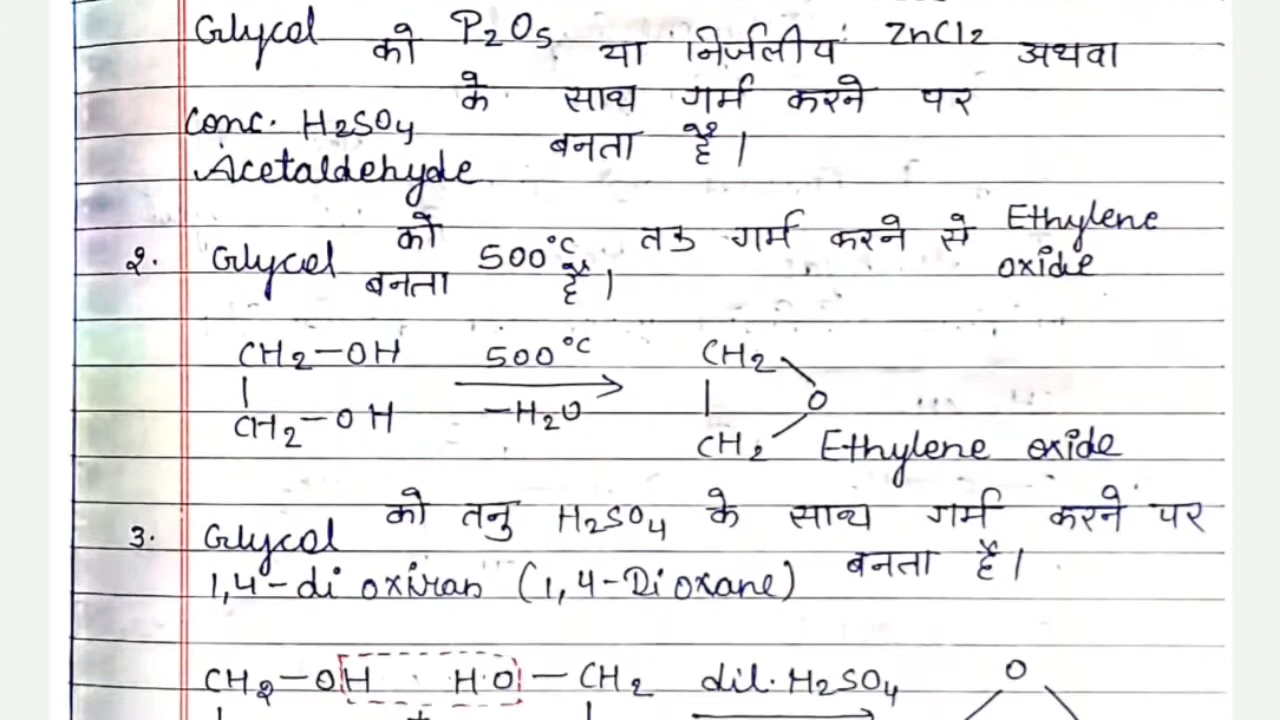 Glycol को P2O5 या निर्जलीय ZnCl2 अथवा
Conc. H2SO4 के साथ गर्म करने पर
Acetaldehyde बनता है।
2. Glycol को 500°C तक गर्म करने से Ethylene oxide
बनता है।
CH2-OH 500°C CH2
| -H2O | O
CH2-OH CH2 Ethylene oxide
3. Glycol को तनु H2SO4 के साथ गर्म करने पर
1,4-di oxiran (1,4-Dioxane) बनता है।
CH2-OH HO-CH2 dil. H2SO4 O
| + |